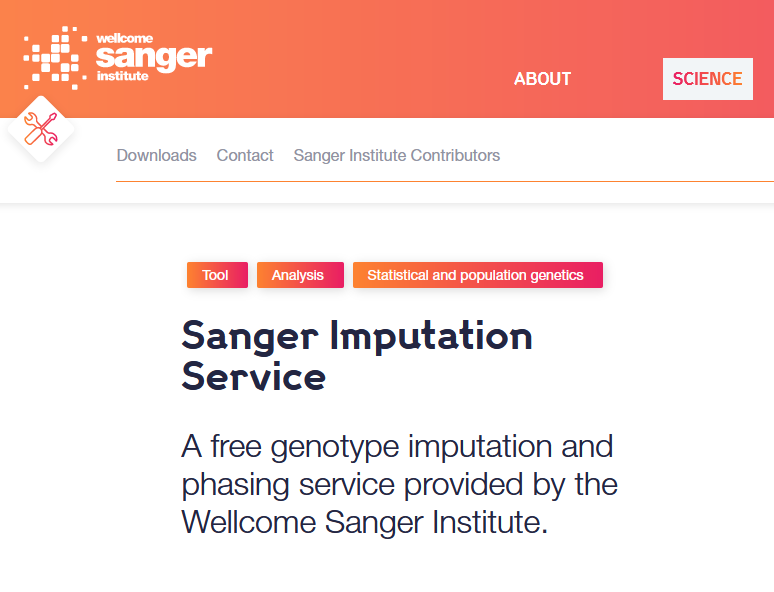 wellcome
sanger
institute
ABOUT
SCIENCE
Downloads
Contact
Sanger Institute Contributors
Tool
Analysis
Statistical and population genetics
Sanger Imputation
Service
A free genotype imputation and
phasing service provided by the
Wellcome Sanger Institute.